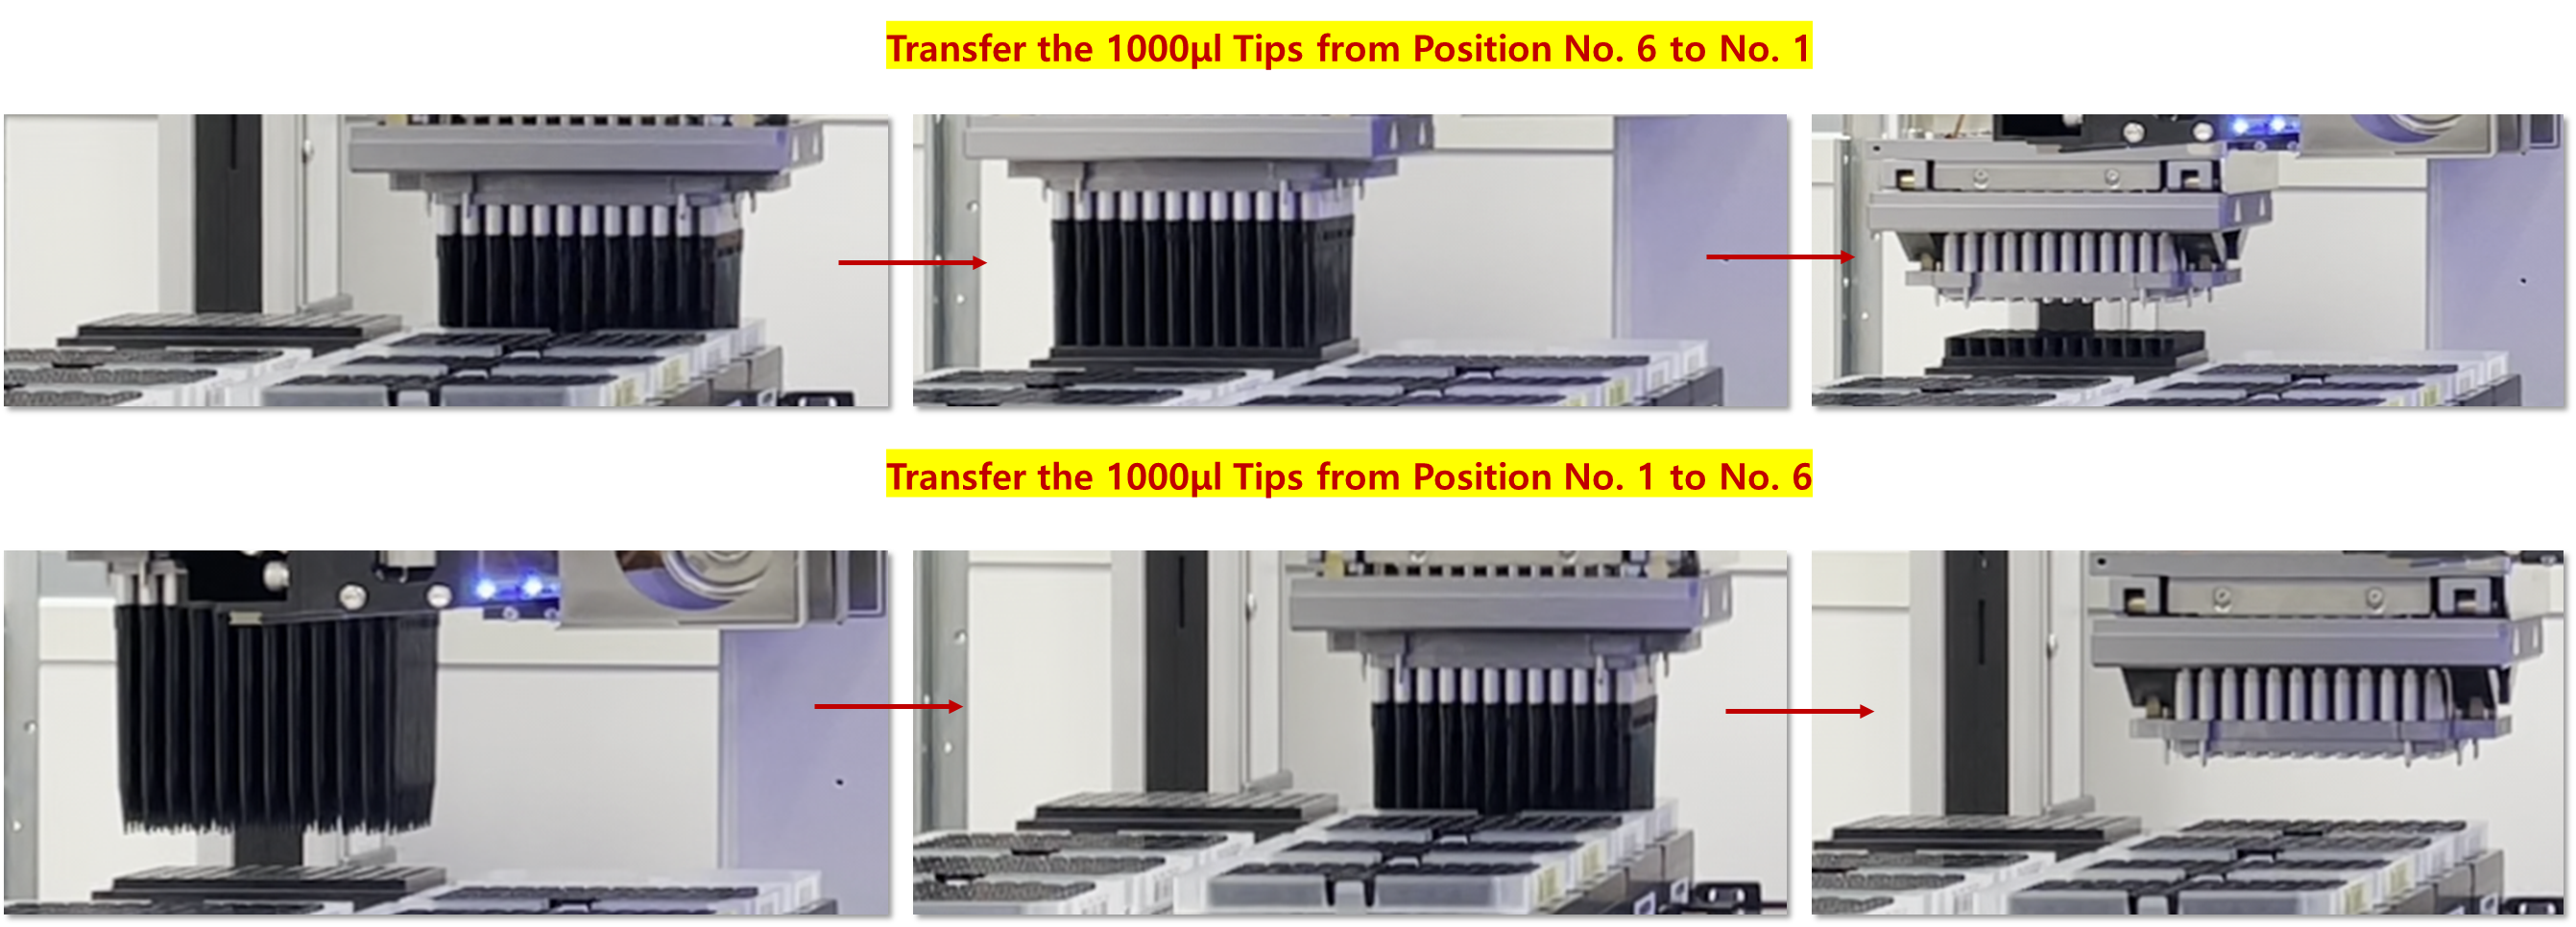 Transfer the 1000µl Tips from Position No. 6 to No. 1
Transfer the 1000µl Tips from Position No. 1 to No. 6